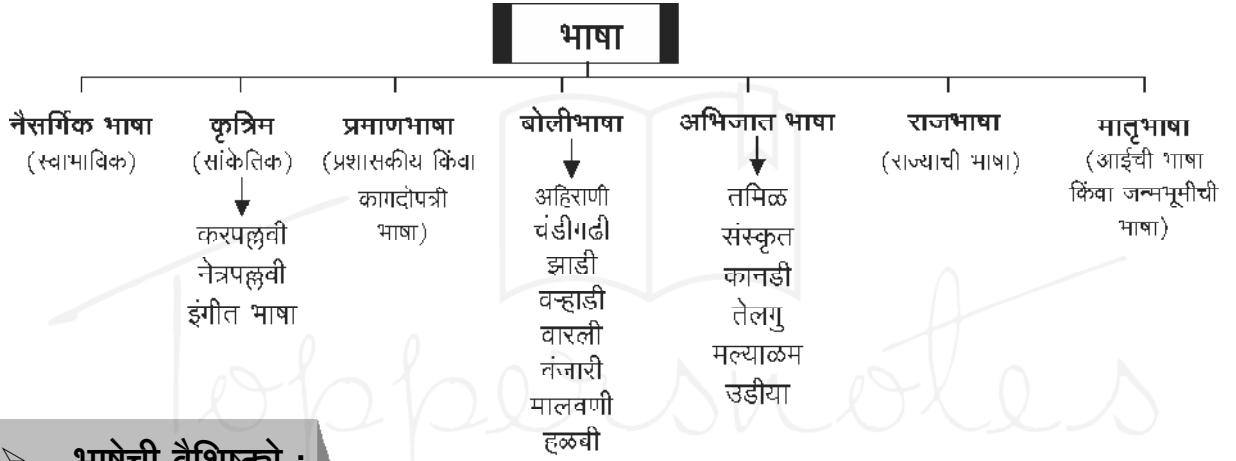 भाषा
नैसर्गिक भाषा
(स्वाभाविक)
कृत्रिम
(सांकेतिक)
करपल्लवी
नेत्रपल्लवी
इंगीत भाषा
प्रमाणभाषा
(प्रशासकीय किंवा
कागदोपत्री
भाषा)
बोलीभाषा
अहिराणी
चंडीगढी
झाडी
वऱ्हाडी
वारली
वंजारी
मालवणी
हळबी
अभिजात भाषा
तमिळ
संस्कृत
कानडी
तेलगु
मल्याळम
उडीया
राजभाषा
(राज्याची भाषा)
मातृभाषा
(आईची भाषा
किंवा जन्मभूमीची
भाषा)
Toppersnotes
भाषेची वैशिष्ट्ये :